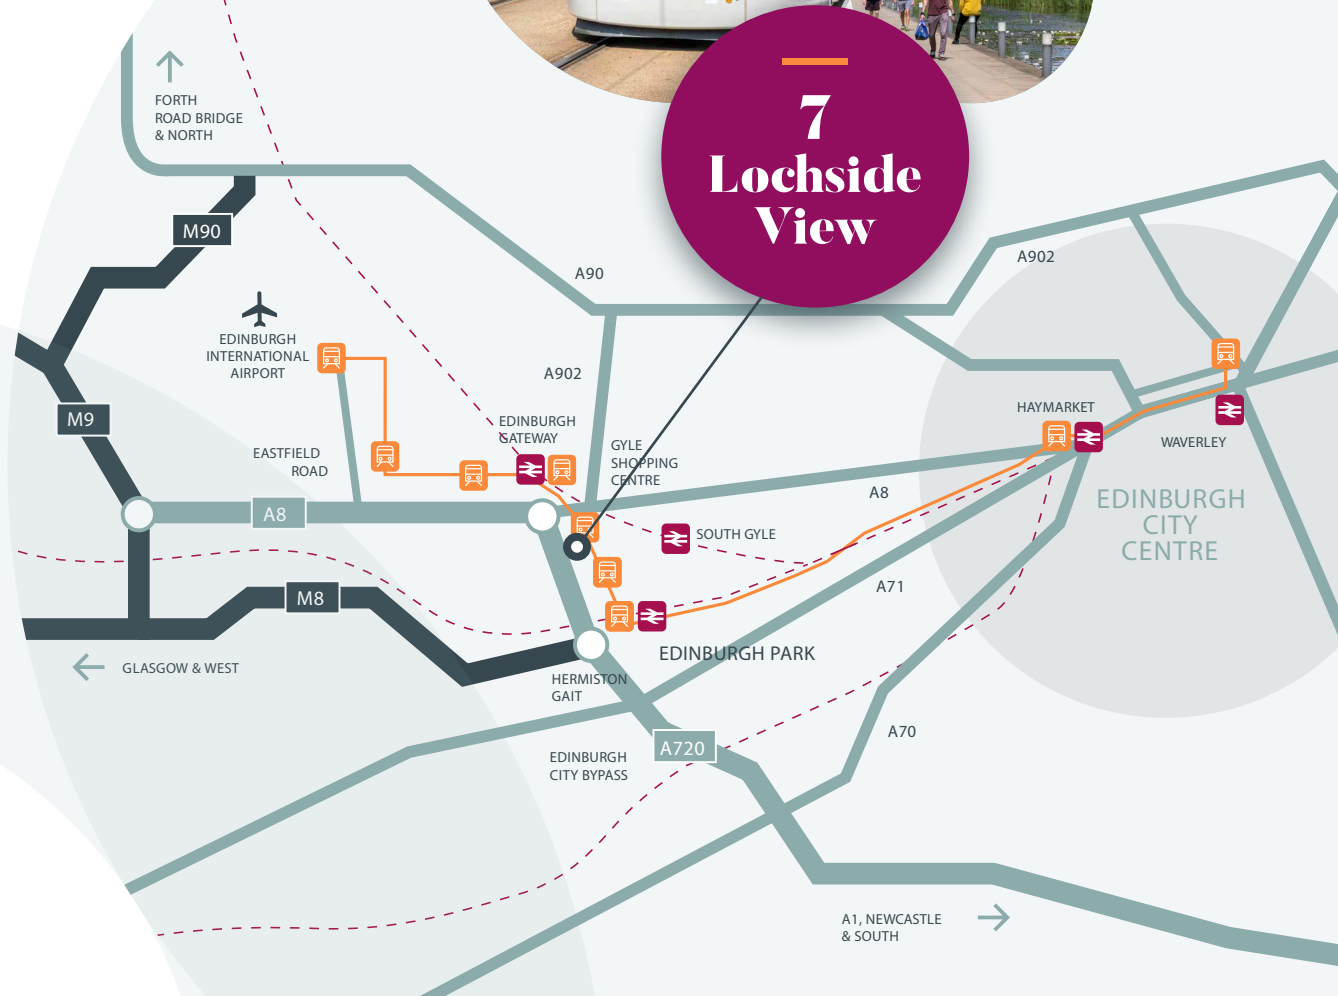 7
Lochside
View
FORTH
ROAD BRIDGE
& NORTH
M90
A90
A902
EDINBURGH
INTERNATIONAL
AIRPORT
A902
M9
EDINBURGH
GATEWAY
HAYMARKET
WAVERLEY
EASTFIELD
ROAD
GYLE
SHOPPING
CENTRE
A8
A8
EDINBURGH
CITY
CENTRE
SOUTH GYLE
A71
M8
EDINBURGH PARK
GLASGOW & WEST
HERMISTON
GAIT
A70
A720
EDINBURGH
CITY BYPASS
A1, NEWCASTLE
& SOUTH